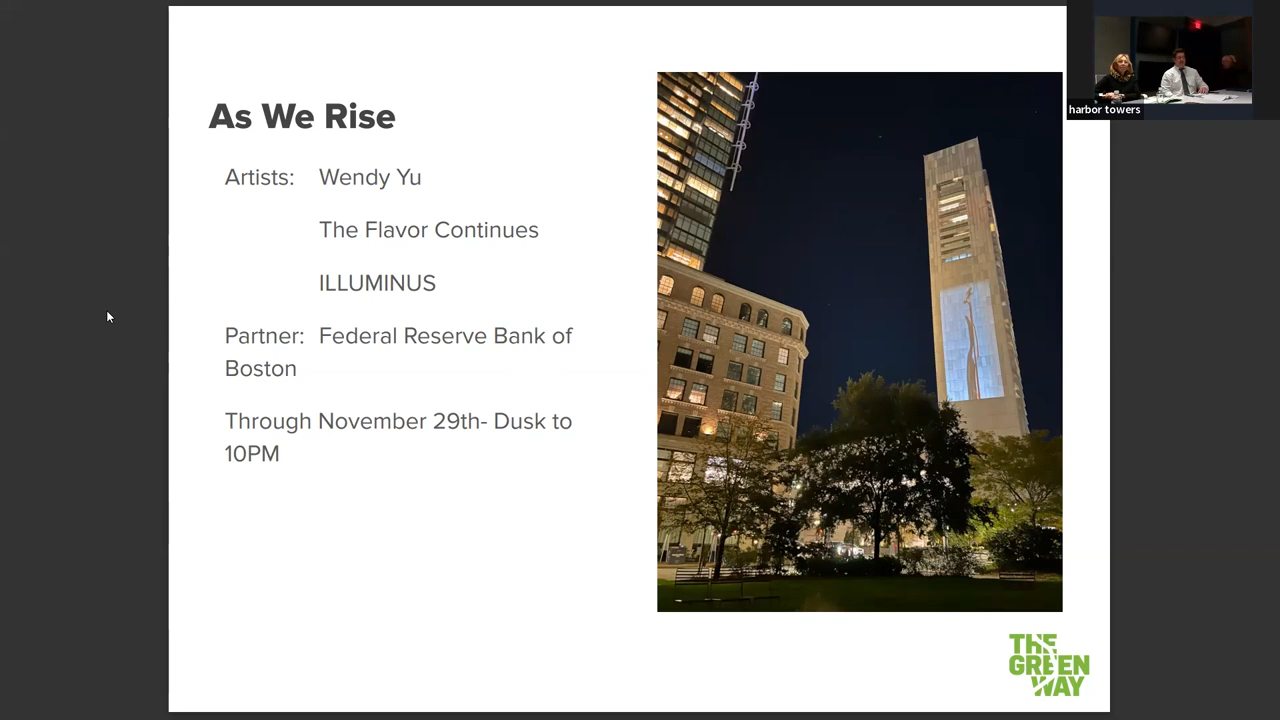 As We Rise
Artists: Wendy Yu
The Flavor Continues
ILLUMINUS
Partner: Federal Reserve Bank of
Boston
Through November 29th- Dusk to
10PM
harbor towers
THE
GREEN
WAY